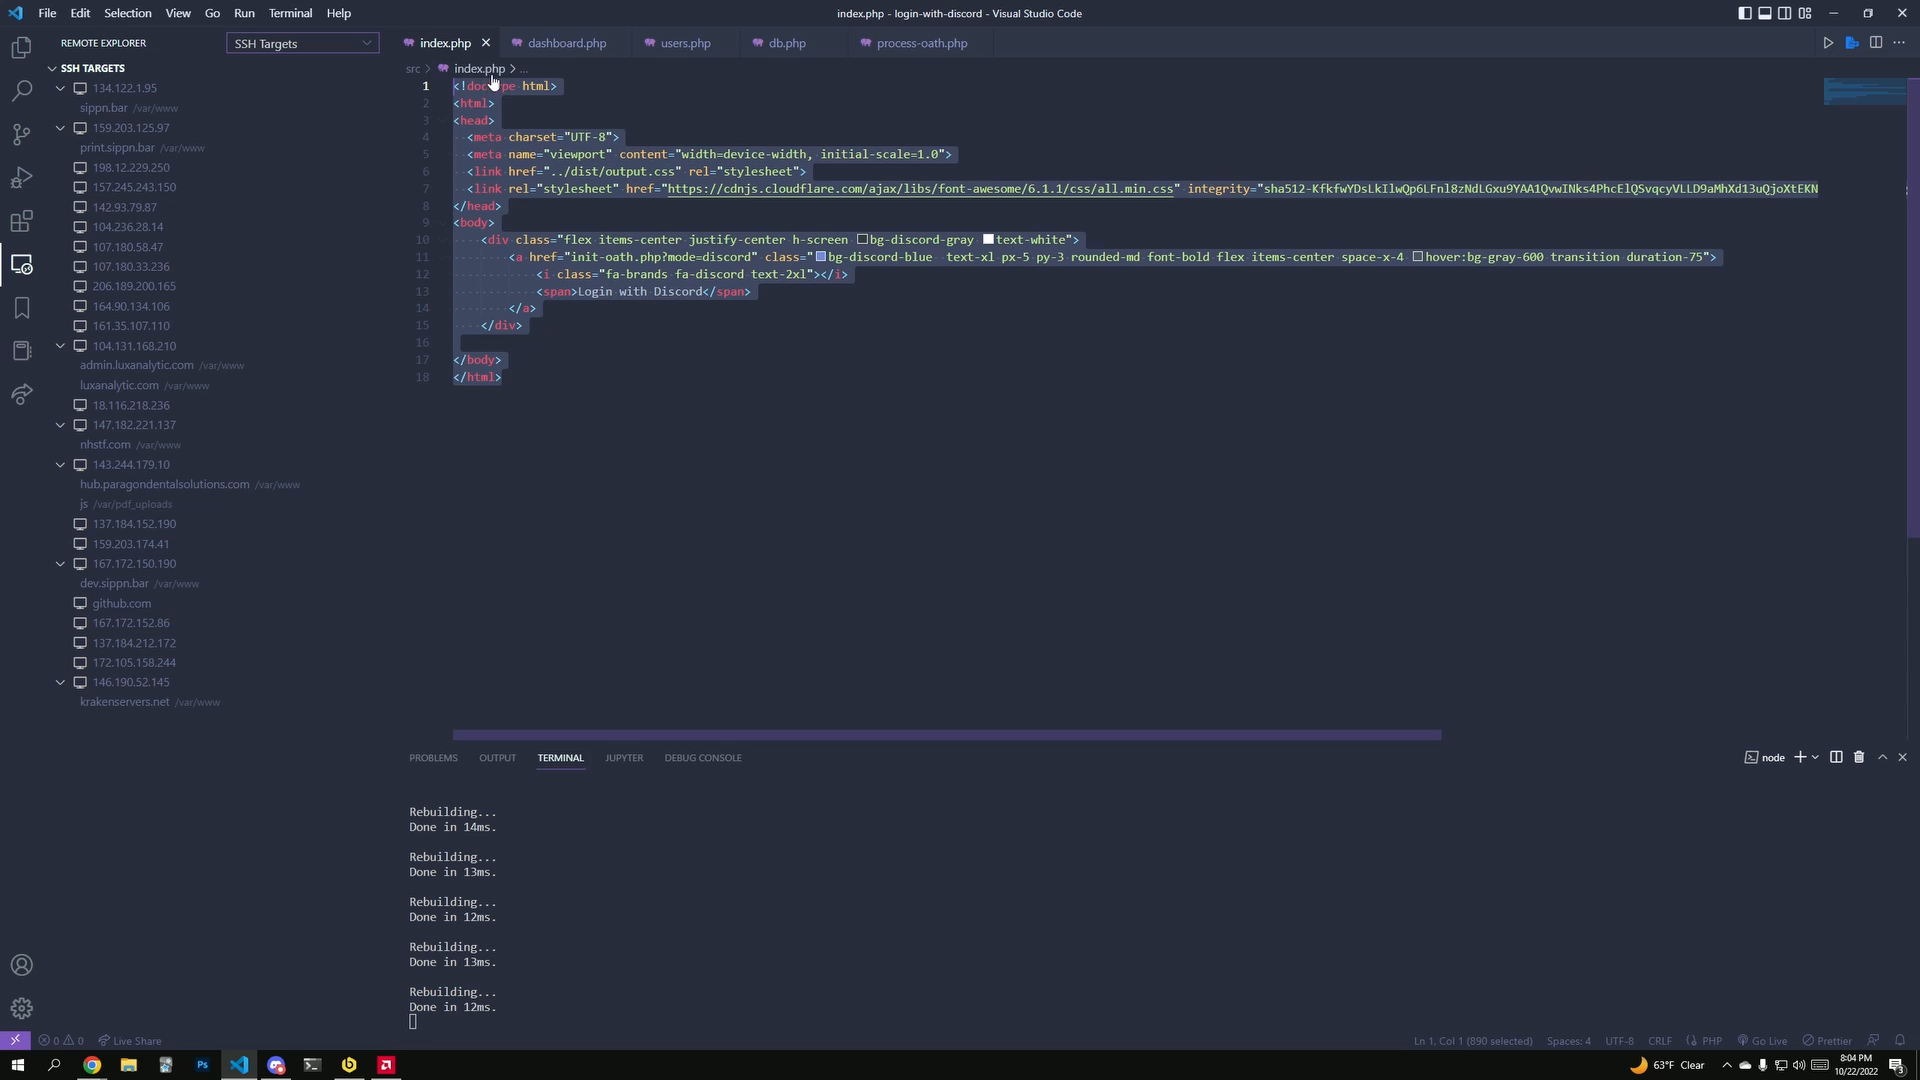 File Edit Selection View Go Run Terminal Help
index.php - login-with-discord - Visual Studio Code
REMOTE EXPLORER
SSH Targets
index.php
dashboard.php
users.php
db.php
process-oath.php
SSH TARGETS
134.122.1.95
sippn.bar /var/www
159.203.125.97
print.sippn.bar /var/www
198.12.229.250
157.245.243.150
142.93.79.87
104.236.28.14
107.180.58.47
107.180.33.236
206.189.200.165
164.90.134.106
161.35.107.110
104.131.168.210
admin.luxanalytic.com /var/www
luxanalytic.com /var/www
18.116.218.236
147.182.221.137
nhstf.com /var/www
143.244.179.10
hub.paragondentalsolutions.com /var/www
js /var/pdf_uploads
137.184.152.190
159.203.174.41
167.172.150.190
dev.sippn.bar /var/www
github.com
167.172.152.86
137.184.212.172
172.105.158.244
146.190.52.145
krakenservers.net /var/www
src > index.php > ...
1 <!doctype html>
2 <html>
3 <head>
4 <meta charset="UTF-8">
5 <meta name="viewport" content="width=device-width, initial-scale=1.0">
6 <link href="../dist/output.css" rel="stylesheet">
7 <link rel="stylesheet" href="https://cdnjs.cloudflare.com/ajax/libs/font-awesome/6.1.1/css/all.min.css" integrity="sha512-KfkfwYDsLkIlwQp6LFnl8zNdLGxu9YAA1QvwINks4PhcElQSvqcyVLLD9aMhXd13uQjoXtEKN
8 </head>
9 <body>
10 <div class="flex items-center justify-center h-screen bg-discord-gray text-white">
11 <a href="init-oath.php?mode=discord" class="bg-discord-blue text-xl px-5 py-3 rounded-md font-bold flex items-center space-x-4 hover:bg-gray-600 transition duration-75">
12 <i class="fa-brands fa-discord text-2xl"></i>
13 <span>Login with Discord</span>
14 </a>
15 </div>
16
17 </body>
18 </html>
PROBLEMS OUTPUT TERMINAL JUPYTER DEBUG CONSOLE
node
Rebuilding...
Done in 14ms.
Rebuilding...
Done in 13ms.
Rebuilding...
Done in 12ms.
Rebuilding...
Done in 13ms.
Rebuilding...
Done in 12ms.
0 0 Live Share
Ln 1, Col 1 (890 selected) Spaces: 4 UTF-8 CRLF PHP Go Live Prettier
Ps
63°F Clear
8:04 PM
10/22/2022
3